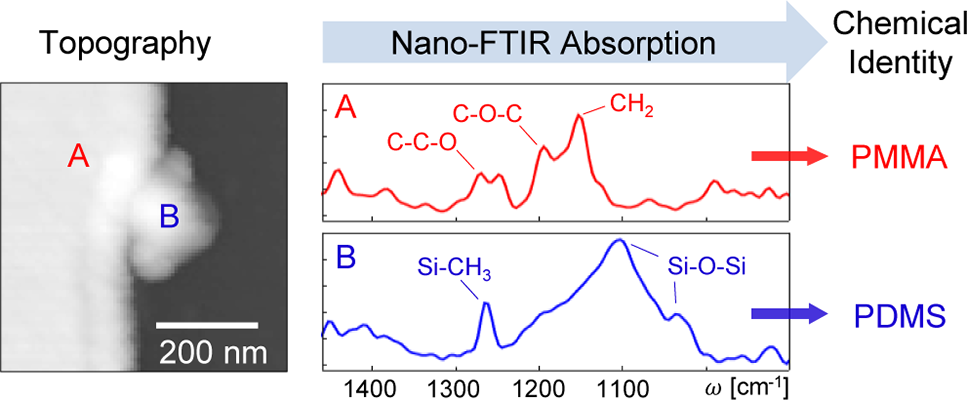 Topography
Nano-FTIR Absorption
Chemical
Identity
A
B
200 nm
A
C-C-O
C-O-C
CH₂
PMMA
B
Si-CH₃
Si-O-Si
PDMS
1400 1300 1200 1100 ω [cm⁻¹]